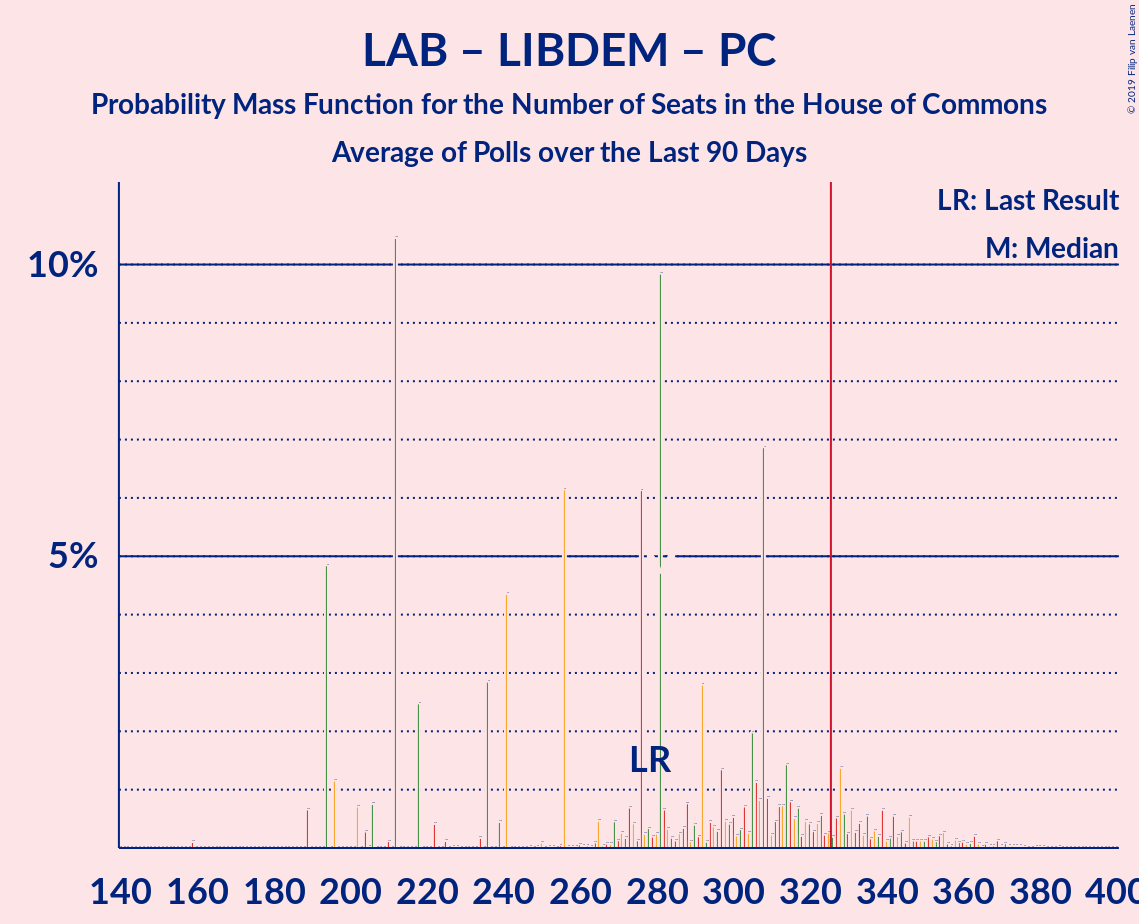 LAB – LIBDEM – PC
Probability Mass Function for the Number of Seats in the House of Commons
Average of Polls over the Last 90 Days
© 2019 Filip van Laenen
LR: Last Result
M: Median
10%
5%
LR
140 160 180 200 220 240 260 280 300 320 340 360 380 400